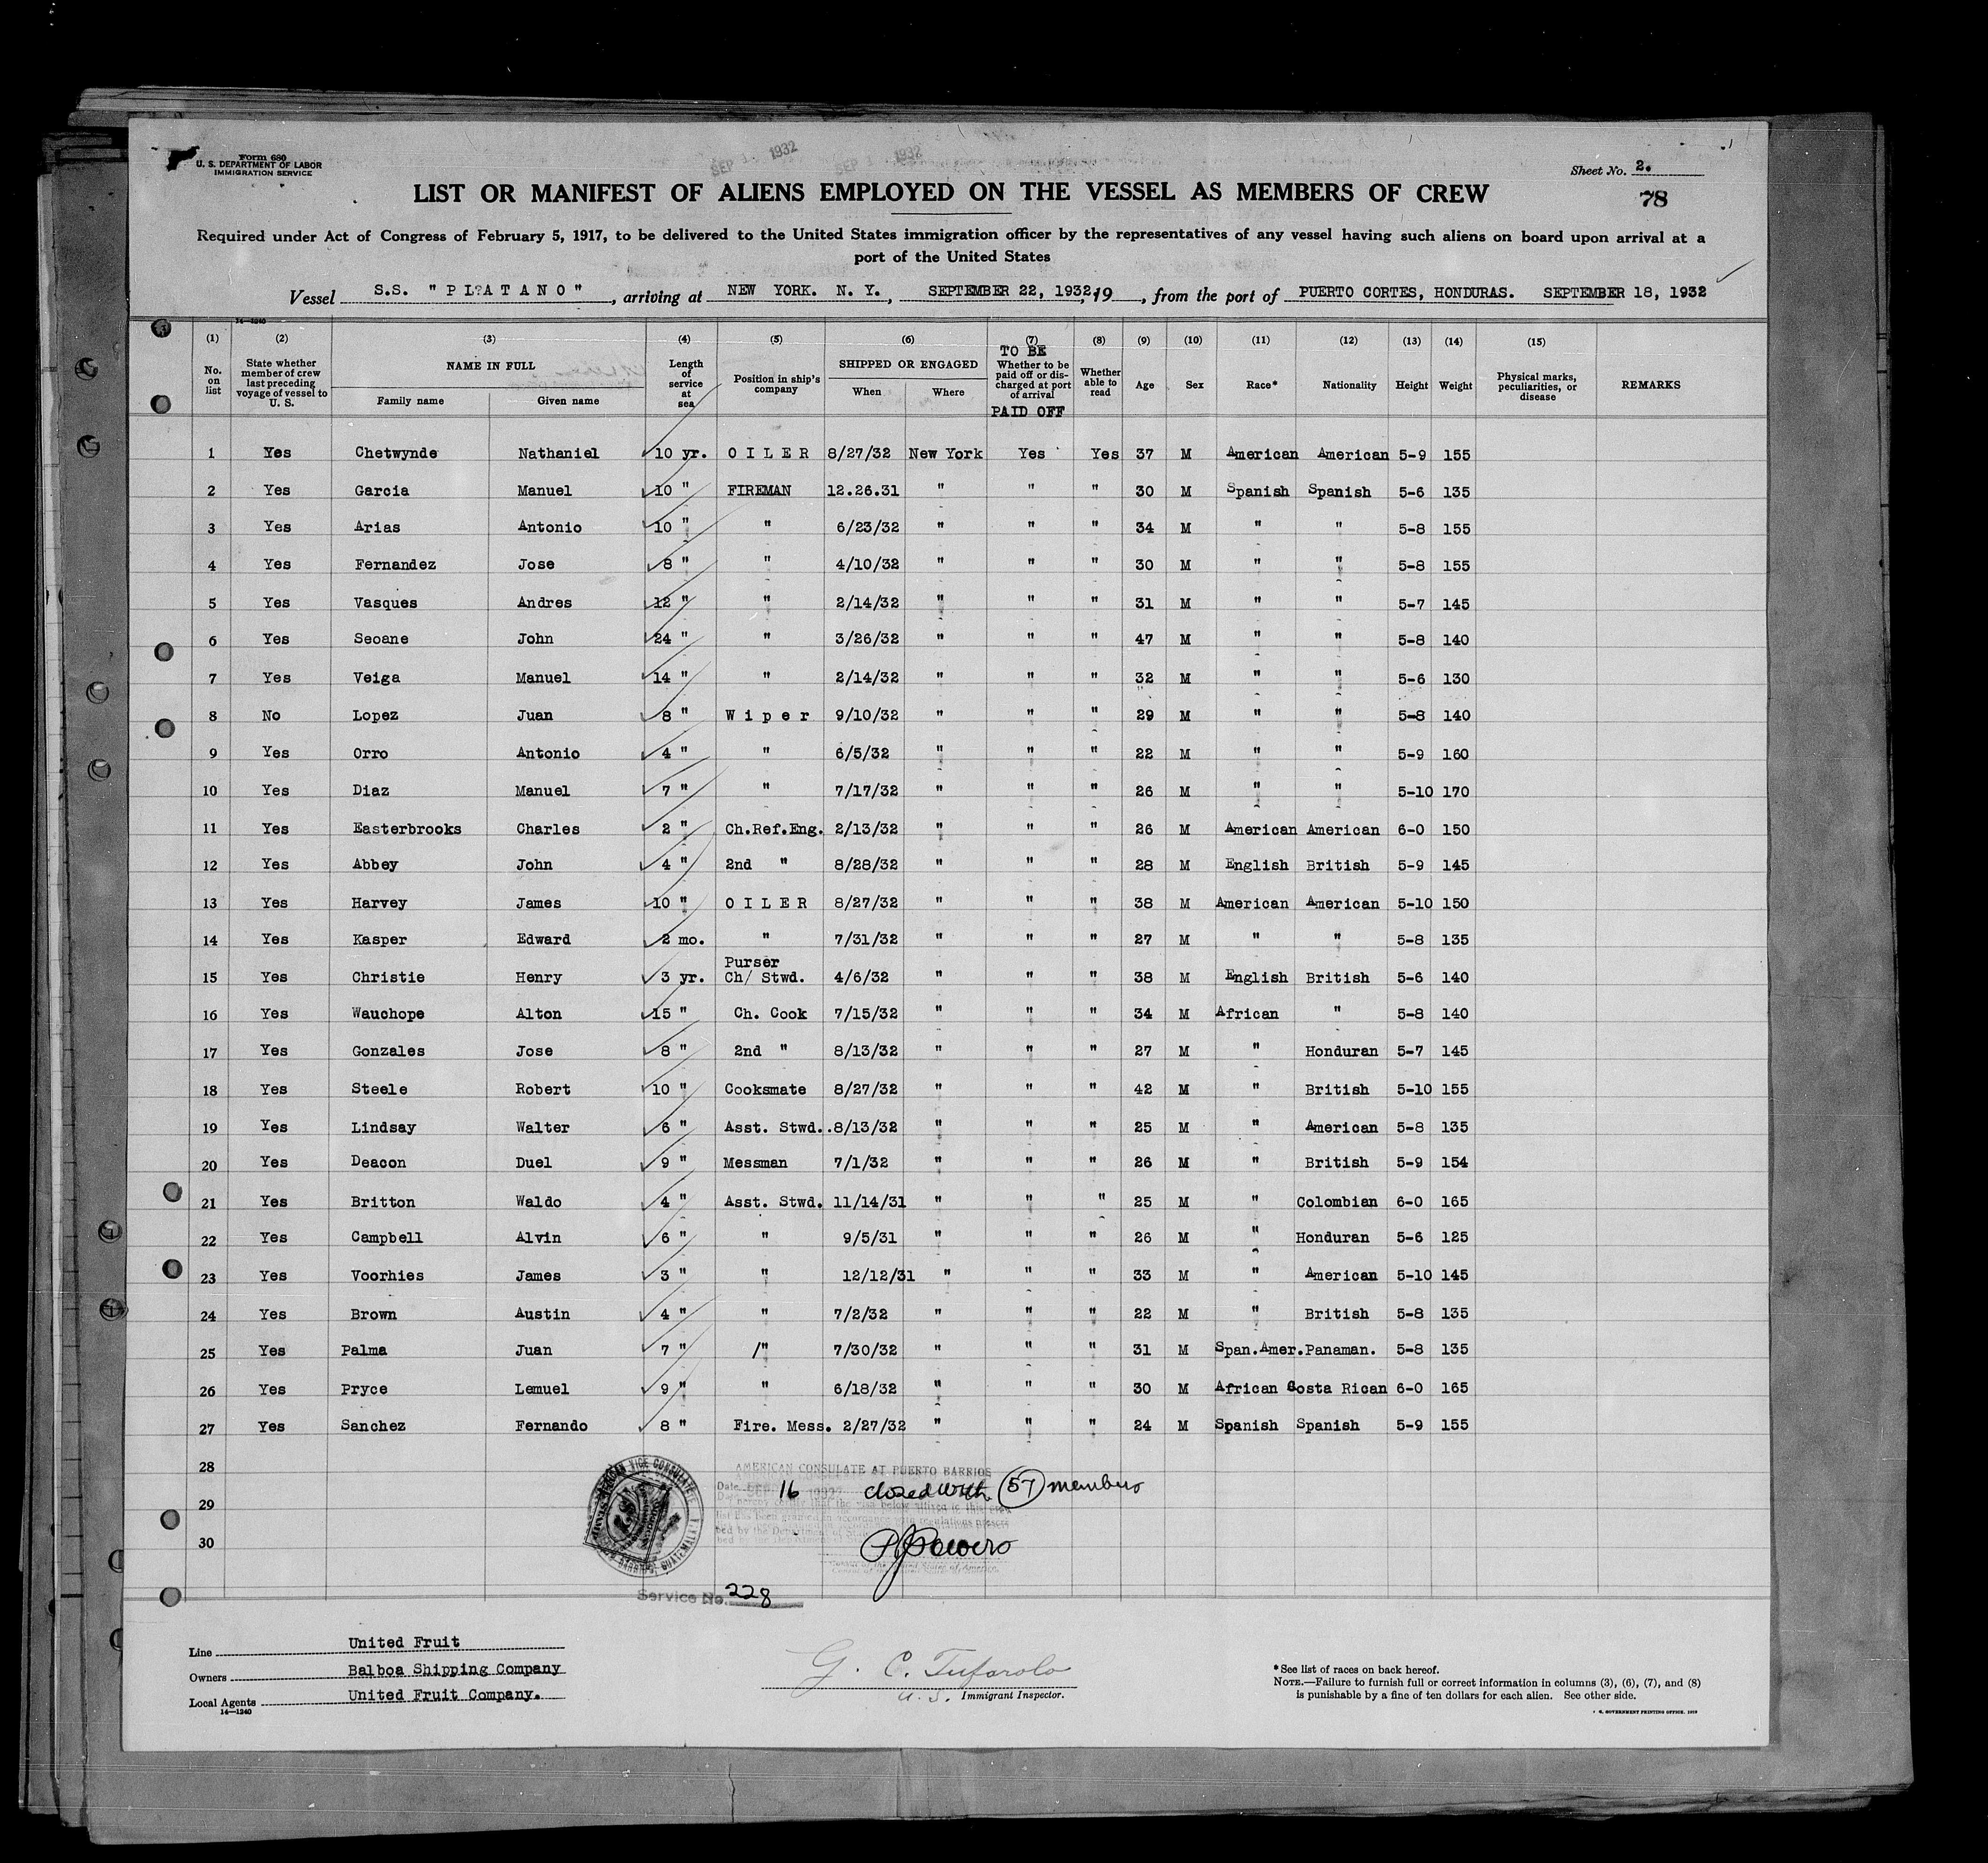 Form 680
U. S. DEPARTMENT OF LABOR
IMMIGRATION SERVICE
SEP 1 1932 SEP 1 1932
Sheet No. 2.
78
LIST OR MANIFEST OF ALIENS EMPLOYED ON THE VESSEL AS MEMBERS OF CREW
Required under Act of Congress of February 5, 1917, to be delivered to the United States immigration officer by the representatives of any vessel having such aliens on board upon arrival at a
port of the United States
Vessel S.S. " PL?ATANO " , arriving at NEW YORK. N. Y. , SEPTEMBER 22, 1932, 19 , from the port of PUERTO CORTES, HONDURAS. SEPTEMBER 18, 1932
14—1240
(1) (2) (3) (4) (5) (6) (7) (8) (9) (10) (11) (12) (13) (14) (15)
No. on list | State whether member of crew last preceding voyage of vessel to U. S. | NAME IN FULL Family name Given name | Length of service at sea | Position in ship's company | SHIPPED OR ENGAGED When Where | TO BE Whether to be paid off or discharged at port of arrival PAID OFF | Whether able to read | Age | Sex | Race* | Nationality | Height | Weight | Physical marks, peculiarities, or disease | REMARKS
1 Yes Chetwynde Nathaniel 10 yr. OILER 8/27/32 New York Yes Yes 37 M American American 5-9 155
2 Yes Garcia Manuel 10 " FIREMAN 12.26.31 " " " 30 M Spanish Spanish 5-6 135
3 Yes Arias Antonio 10 " " 6/23/32 " " " 34 M " " 5-8 155
4 Yes Fernandez Jose 8 " " 4/10/32 " " " 30 M " " 5-8 155
5 Yes Vasques Andres 12 " " 2/14/32 " " " 31 M " " 5-7 145
6 Yes Seoane John 24 " " 3/26/32 " " " 47 M " " 5-8 140
7 Yes Veiga Manuel 14 " " 2/14/32 " " " 32 M " " 5-6 130
8 No Lopez Juan 8 " Wiper 9/10/32 " " " 29 M " " 5-8 140
9 Yes Orro Antonio 4 " " 6/5/32 " " " 22 M " " 5-9 160
10 Yes Diaz Manuel 7 " " 7/17/32 " " " 26 M " " 5-10 170
11 Yes Easterbrooks Charles 2 " Ch.Ref.Eng. 2/13/32 " " " 26 M American American 6-0 150
12 Yes Abbey John 4 " 2nd " 8/28/32 " " " 28 M English British 5-9 145
13 Yes Harvey James 10 " OILER 8/27/32 " " " 38 M American American 5-10 150
14 Yes Kasper Edward 2 mo. " 7/31/32 " " " 27 M " " 5-8 135
15 Yes Christie Henry 3 yr. Purser Ch/ Stwd. 4/6/32 " " " 38 M English British 5-6 140
16 Yes Wauchope Alton 15 " Ch. Cook 7/15/32 " " " 34 M African " 5-8 140
17 Yes Gonzales Jose 8 " 2nd " 8/13/32 " " " 27 M " Honduran 5-7 145
18 Yes Steele Robert 10 " Cooksmate 8/27/32 " " " 42 M " British 5-10 155
19 Yes Lindsay Walter 6 " Asst. Stwd. .8/13/32 " " " 25 M " American 5-8 135
20 Yes Deacon Duel 9 " Messman 7/1/32 " " " 26 M " British 5-9 154
21 Yes Britton Waldo 4 " Asst. Stwd. 11/14/31 " " " 25 M " Colombian 6-0 165
22 Yes Campbell Alvin 6 " " 9/5/31 " " " 26 M " Honduran 5-6 125
23 Yes Voorhies James 3 " " 12/12/31 " " " 33 M " American 5-10 145
24 Yes Brown Austin 4 " " 7/2/32 " " " 22 M " British 5-8 135
25 Yes Palma Juan 7 " /" 7/30/32 " " " 31 M Span.Amer. Panaman. 5-8 135
26 Yes Pryce Lemuel 9 " " 6/18/32 " " " 30 M African Costa Rican 6-0 165
27 Yes Sanchez Fernando 8 " Fire. Mess. 2/27/32 " " " 24 M Spanish Spanish 5-9 155
28
29
30
AMERICAN CONSULATE AT PUERTO BARRIOS
Date 16 closed with (57) members
Service No. 228
Line United Fruit
Owners Balboa Shipping Company
Local Agents United Fruit Company.
14—1240
G. C. Tufarolo
U. S. Immigrant Inspector.
*See list of races on back hereof.
NOTE.—Failure to furnish full or correct information in columns (3), (6), (7), and (8)
is punishable by a fine of ten dollars for each alien. See other side.